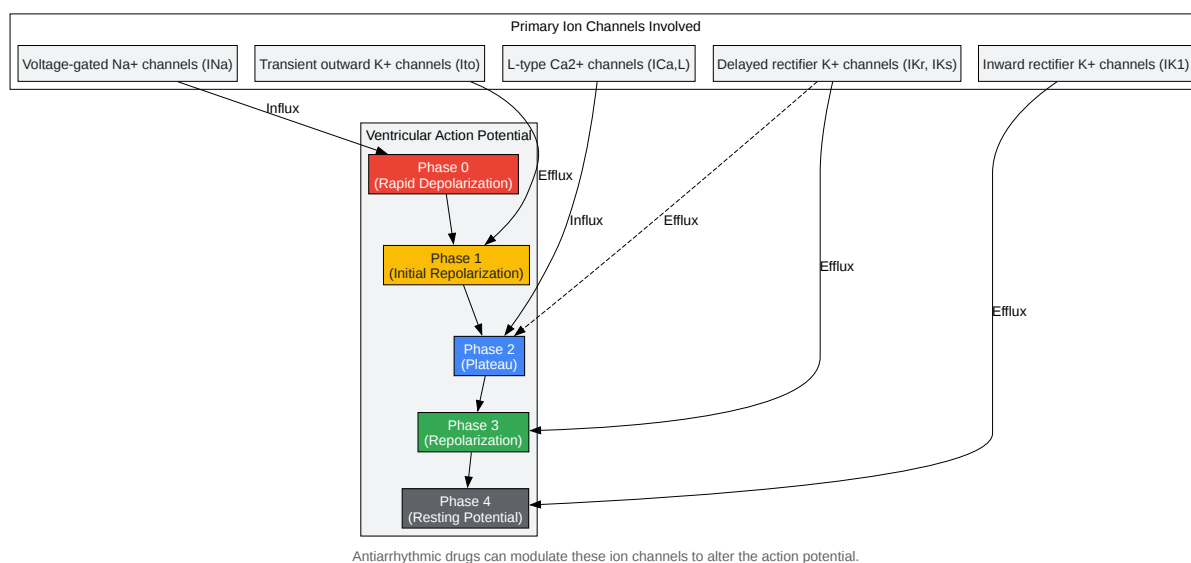 Primary Ion Channels Involved
Voltage-gated Na+ channels (INa)
Transient outward K+ channels (Ito)
L-type Ca2+ channels (ICa,L)
Delayed rectifier K+ channels (IKr, IKs)
Inward rectifier K+ channels (IK1)
Influx
Ventricular Action Potential
Phase 0
(Rapid Depolarization)
Efflux
Influx
Efflux
Phase 1
(Initial Repolarization)
Efflux
Efflux
Phase 2
(Plateau)
Phase 3
(Repolarization)
Phase 4
(Resting Potential)
Antiarrhythmic drugs can modulate these ion channels to alter the action potential.